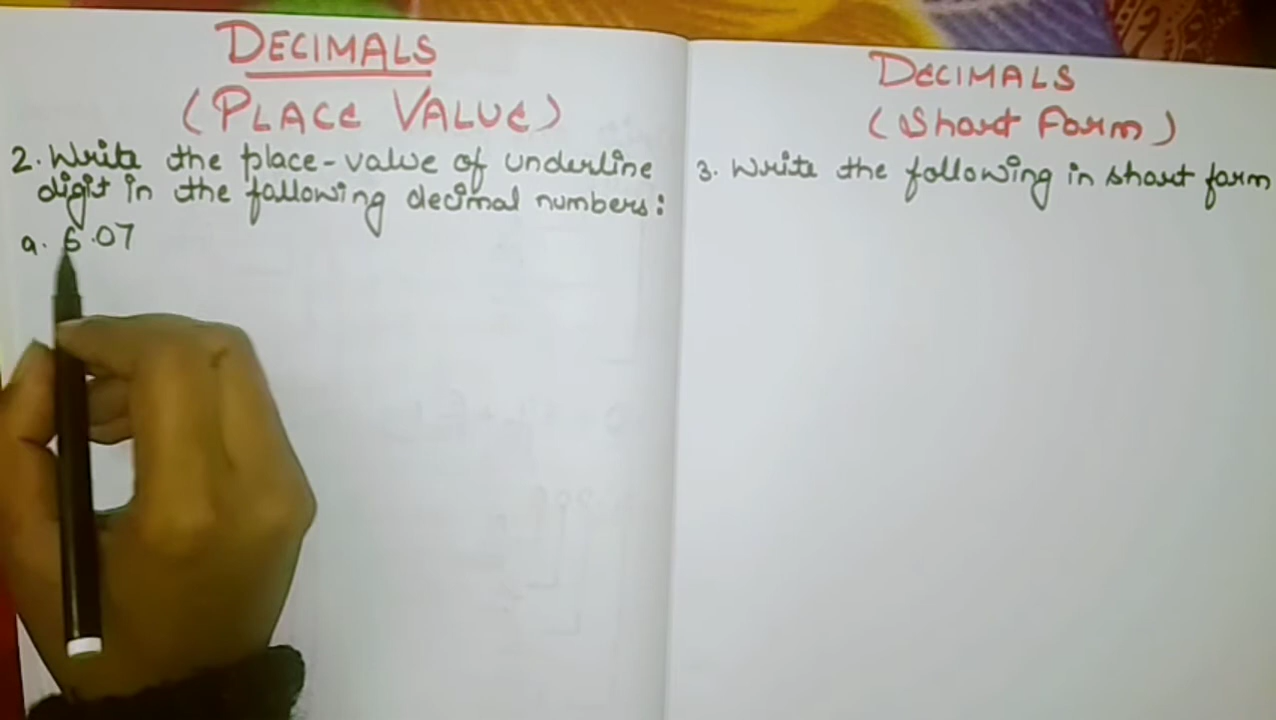 DECIMALS
(PLACE VALUE)
2. Write the place-value of underline
digit in the following decimal numbers:
a. 6.07
DECIMALS
(Short Form)
3. Write the following in short form